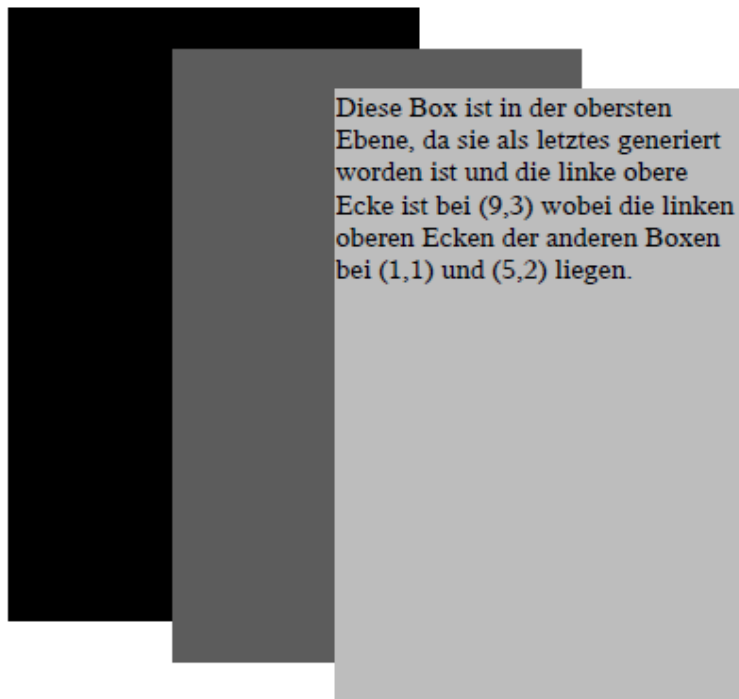 Diese Box ist in der obersten
Ebene, da sie als letztes generiert
worden ist und die linke obere
Ecke ist bei (9,3) wobei die linken
oberen Ecken der anderen Boxen
bei (1,1) und (5,2) liegen.